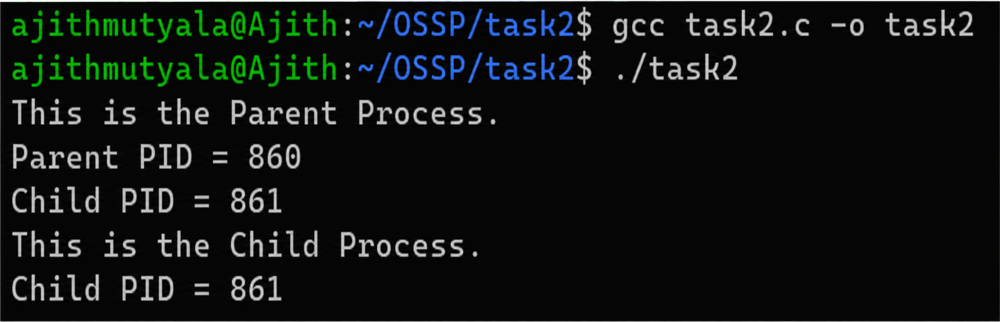 ajithmutyala@Ajith:~/OSSP/task2$ gcc task2.c -o task2
ajithmutyala@Ajith:~/OSSP/task2$ ./task2
This is the Parent Process.
Parent PID = 860
Child PID = 861
This is the Child Process.
Child PID = 861